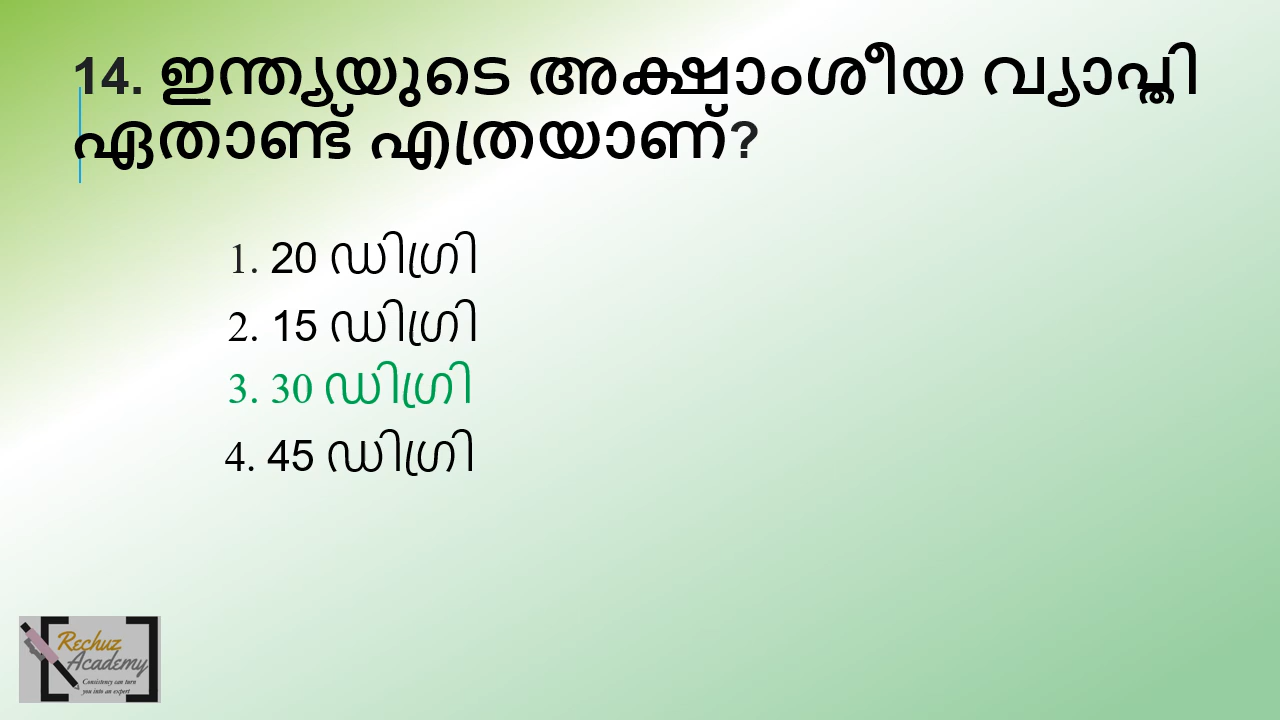 14. ഇന്ത്യയുടെ അക്ഷാംശീയ വ്യാപ്തി
ഏതാണ്ട് എത്രയാണ്?
1. 20 ഡിഗ്രി
2. 15 ഡിഗ്രി
3. 30 ഡിഗ്രി
4. 45 ഡിഗ്രി
Rechuz
Academy
Consistency can turn
you into an expert